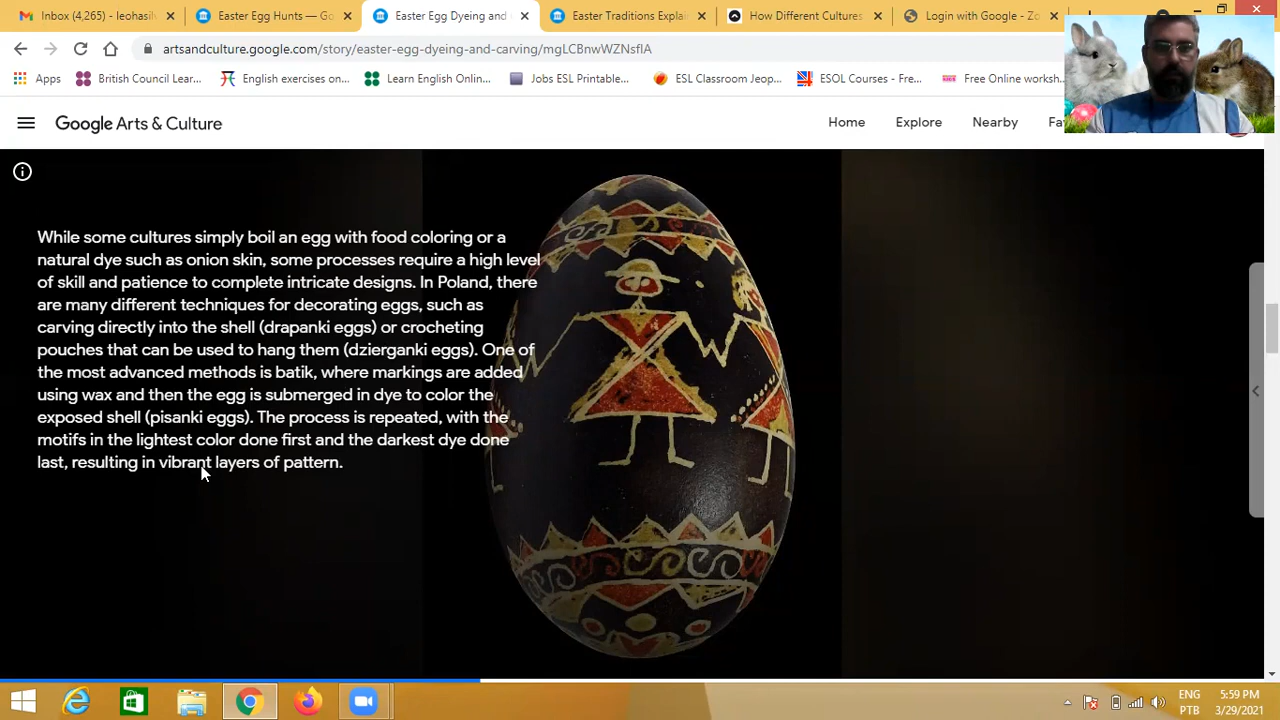 Inbox (4,265) - leohasil
Easter Egg Hunts — Go
Easter Egg Dyeing and
Easter Traditions Explai
How Different Cultures
Login with Google - Zo
artsandculture.google.com/story/easter-egg-dyeing-and-carving/mgLCBnwWZNsfIA
Apps
British Council Lear...
English exercises on...
Learn English Onlin...
Jobs ESL Printable...
ESL Classroom Jeop...
ESOL Courses - Fre...
Free Online worksh...
Google Arts & Culture
Home
Explore
Nearby
While some cultures simply boil an egg with food coloring or a
natural dye such as onion skin, some processes require a high level
of skill and patience to complete intricate designs. In Poland, there
are many different techniques for decorating eggs, such as
carving directly into the shell (drapanki eggs) or crocheting
pouches that can be used to hang them (dzierganki eggs). One of
the most advanced methods is batik, where markings are added
using wax and then the egg is submerged in dye to color the
exposed shell (pisanki eggs). The process is repeated, with the
motifs in the lightest color done first and the darkest dye done
last, resulting in vibrant layers of pattern.
ENG
PTB
5:59 PM
3/29/2021